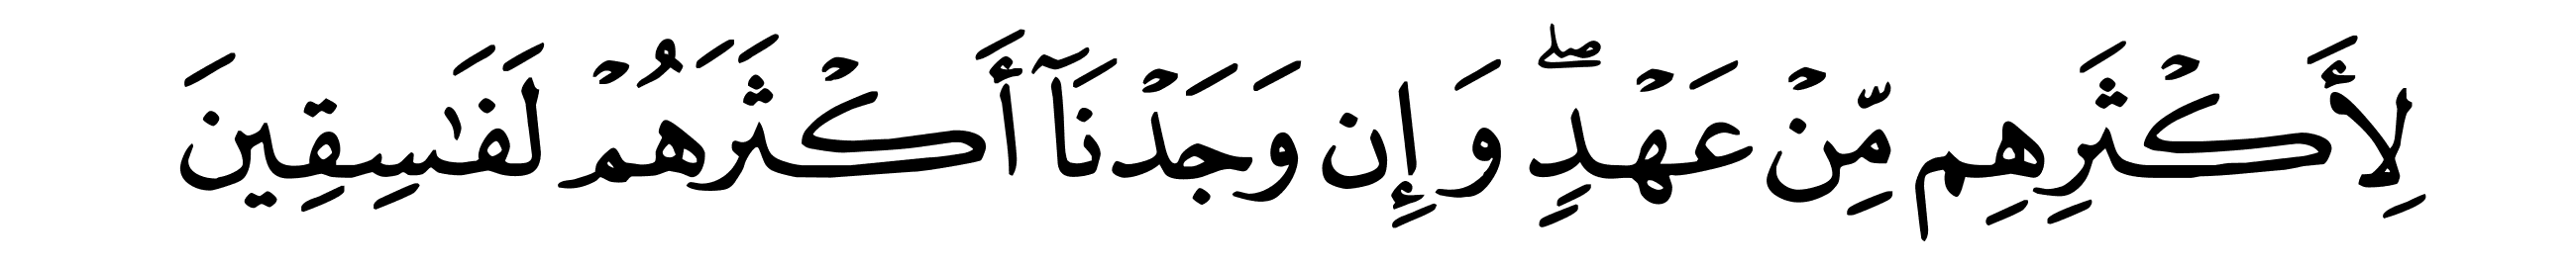 لِأَكۡثَرِهِم مِّنۡ عَهۡدٖۖ وَإِن وَجَدۡنَآ أَكۡثَرَهُمۡ لَفَٰسِقِينَ